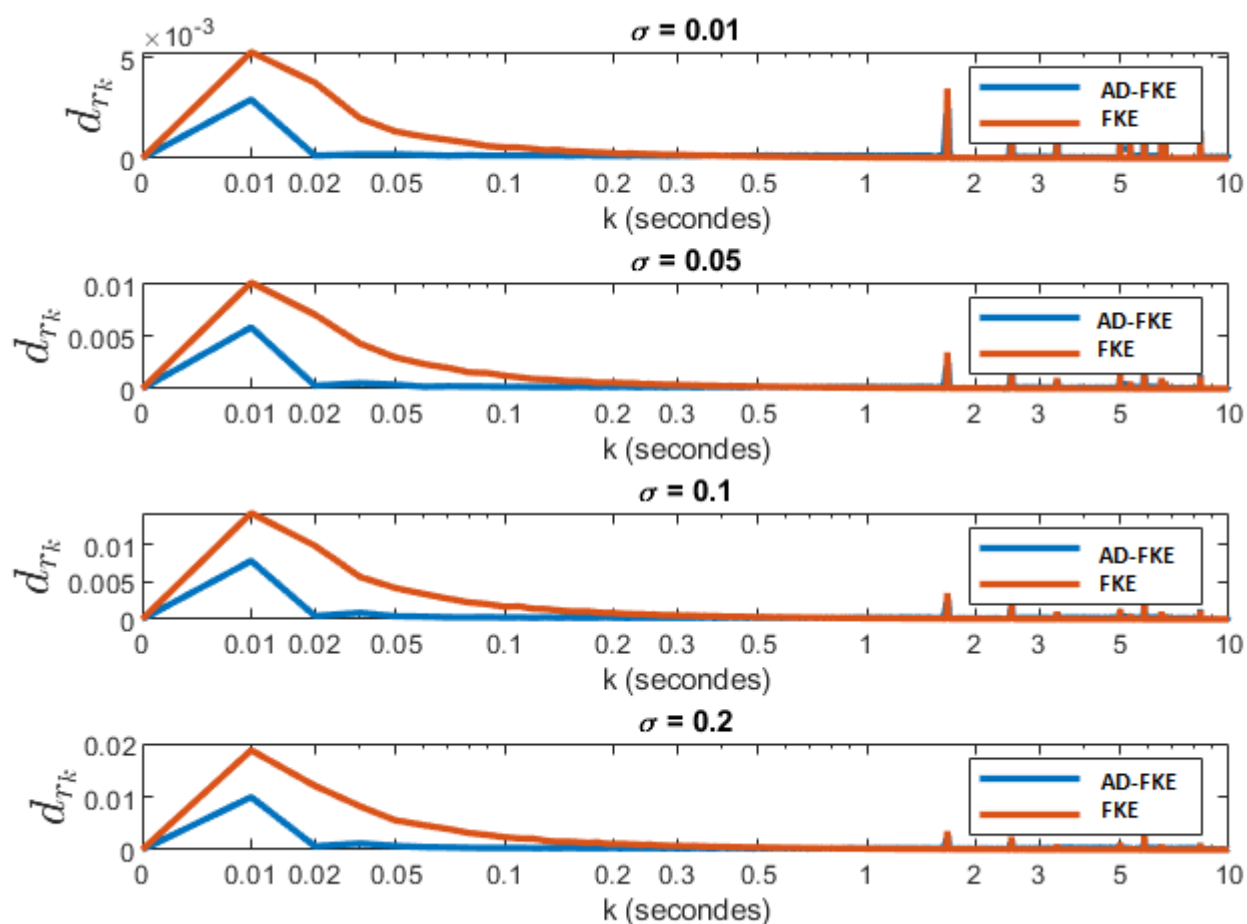 × 10⁻³
σ = 0.01
5
0
d_{r_k}
AD-FKE
FKE
0 0.01 0.02 0.05 0.1 0.2 0.3 0.5 1 2 3 5 10
k (secondes)
σ = 0.05
0.01
0.005
0
d_{r_k}
AD-FKE
FKE
0 0.01 0.02 0.05 0.1 0.2 0.3 0.5 1 2 3 5 10
k (secondes)
σ = 0.1
0.01
0.005
0
d_{r_k}
AD-FKE
FKE
0 0.01 0.02 0.05 0.1 0.2 0.3 0.5 1 2 3 5 10
k (secondes)
σ = 0.2
0.02
0.01
0
d_{r_k}
AD-FKE
FKE
0 0.01 0.02 0.05 0.1 0.2 0.3 0.5 1 2 3 5 10
k (secondes)